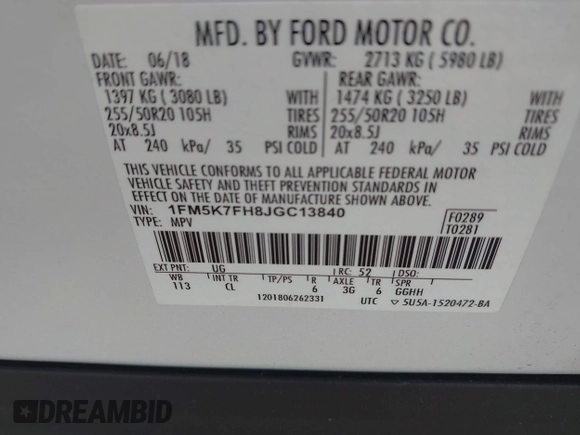 MFD. BY FORD MOTOR CO.
DATE: 06/18 GVWR: 2713 KG ( 5980 LB)
FRONT GAWR: REAR GAWR:
1397 KG ( 3080 LB) WITH 1474 KG ( 3250 LB) WITH
255/50R20 105H TIRES 255/50R20 105H TIRES
20x8.5J RIMS 20x8.5J RIMS
AT 240 kPa/ 35 PSI COLD AT 240 kPa/ 35 PSI COLD
THIS VEHICLE CONFORMS TO ALL APPLICABLE FEDERAL MOTOR
VEHICLE SAFETY AND THEFT PREVENTION STANDARDS IN
EFFECT ON THE DATE OF MANUFACTURE SHOWN ABOVE.
VIN: 1FM5K7FH8JGC13840 F0289
TYPE: MPV T0281
EXT PNT: UG RC: 52 DSO:
WB INT TR TP/PS R AXLE TR SPR
113 CL 6 3G 6 GGHH
1201806262331 UTC ▽ 5U5A-1520472-BA
DREAMBID